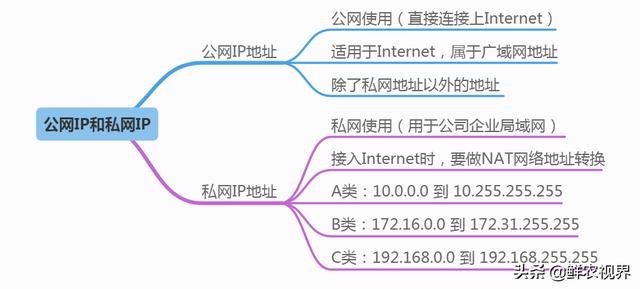 公网IP和私网IP
公网IP地址
公网使用（直接连接上Internet）
适用于Internet，属于广域网地址
除了私网地址以外的地址
私网IP地址
私网使用（用于公司企业局域网）
接入Internet时，要做NAT网络地址转换
A类：10.0.0.0 到 10.255.255.255
B类：172.16.0.0 到 172.31.255.255
C类：192.168.0.0 到 192.168.255.255
头条 @鲜农视界